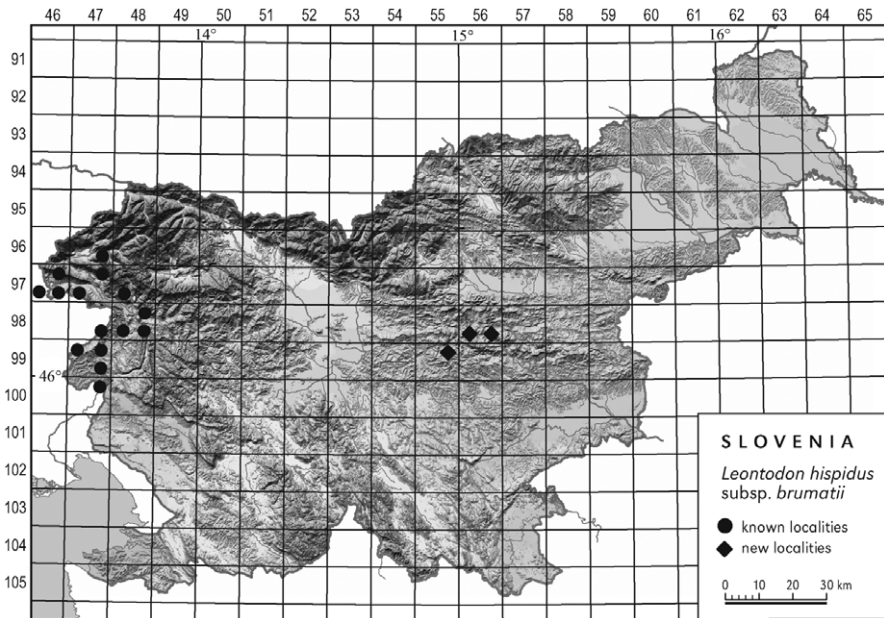 46 47 48 49 50 51 52 53 54 55 56 57 58 59 60 61 62 63 64 65
14° 15° 16°
91
92
93
94
95
96
97
98
99
46°
100
101
102
103
104
105
SLOVENIA
Leontodon hispidus
subsp. brumatii
known localities
new localities
0 10 20 30 km